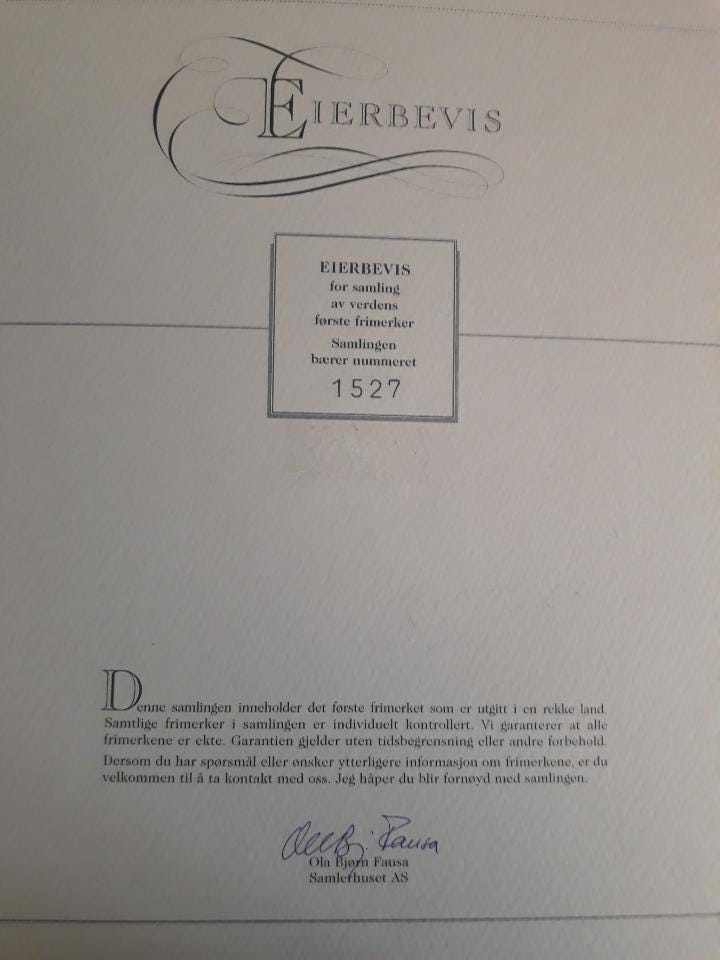 EIERBEVIS
EIERBEVIS
for samling
av verdens
første frimerker
Samlingen
bærer nummeret
1527
Denne samlingen inneholder det første frimerket som er utgitt i en rekke land.
Samtlige frimerker i samlingen er individuelt kontrollert. Vi garanterer at alle
frimerkene er ekte. Garantien gjelder uten tidsbegrensning eller andre forbehold.
Dersom du har spørsmål eller ønsker ytterligere informasjon om frimerkene, er du
velkommen til å ta kontakt med oss. Jeg håper du blir fornøyd med samlingen.
Ola Bjørn Fausa
Samlerhuset AS